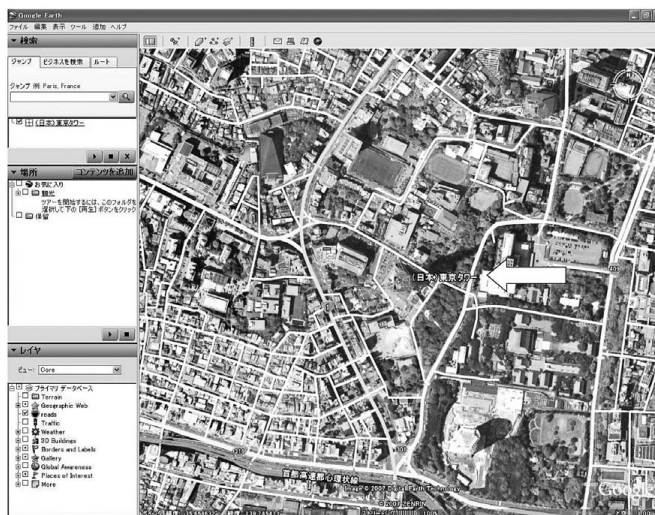 Google Earth
ファイル 編集 表示 ツール 追加 ヘルプ
検索
ジャンプ ビジネスを検索 ルート
ジャンプ 例: Paris, France
(日本)東京タワー
場所 コンテンツを追加
お気に入り
観光
ツアーを開始するには、このフォルダを
選択して下の [再生] ボタンをクリック
保留
レイヤ
ビュー: Core
プライマリ データベース
Terrain
Geographic Web
roads
Traffic
Weather
3D Buildings
Borders and Labels
Gallery
Global Awareness
Places of Interest
More
(日本)東京タワー
301
首都高速都心環状線
Image © 2007 Digital Earth Technology
© 2007 ZENRIN
Google